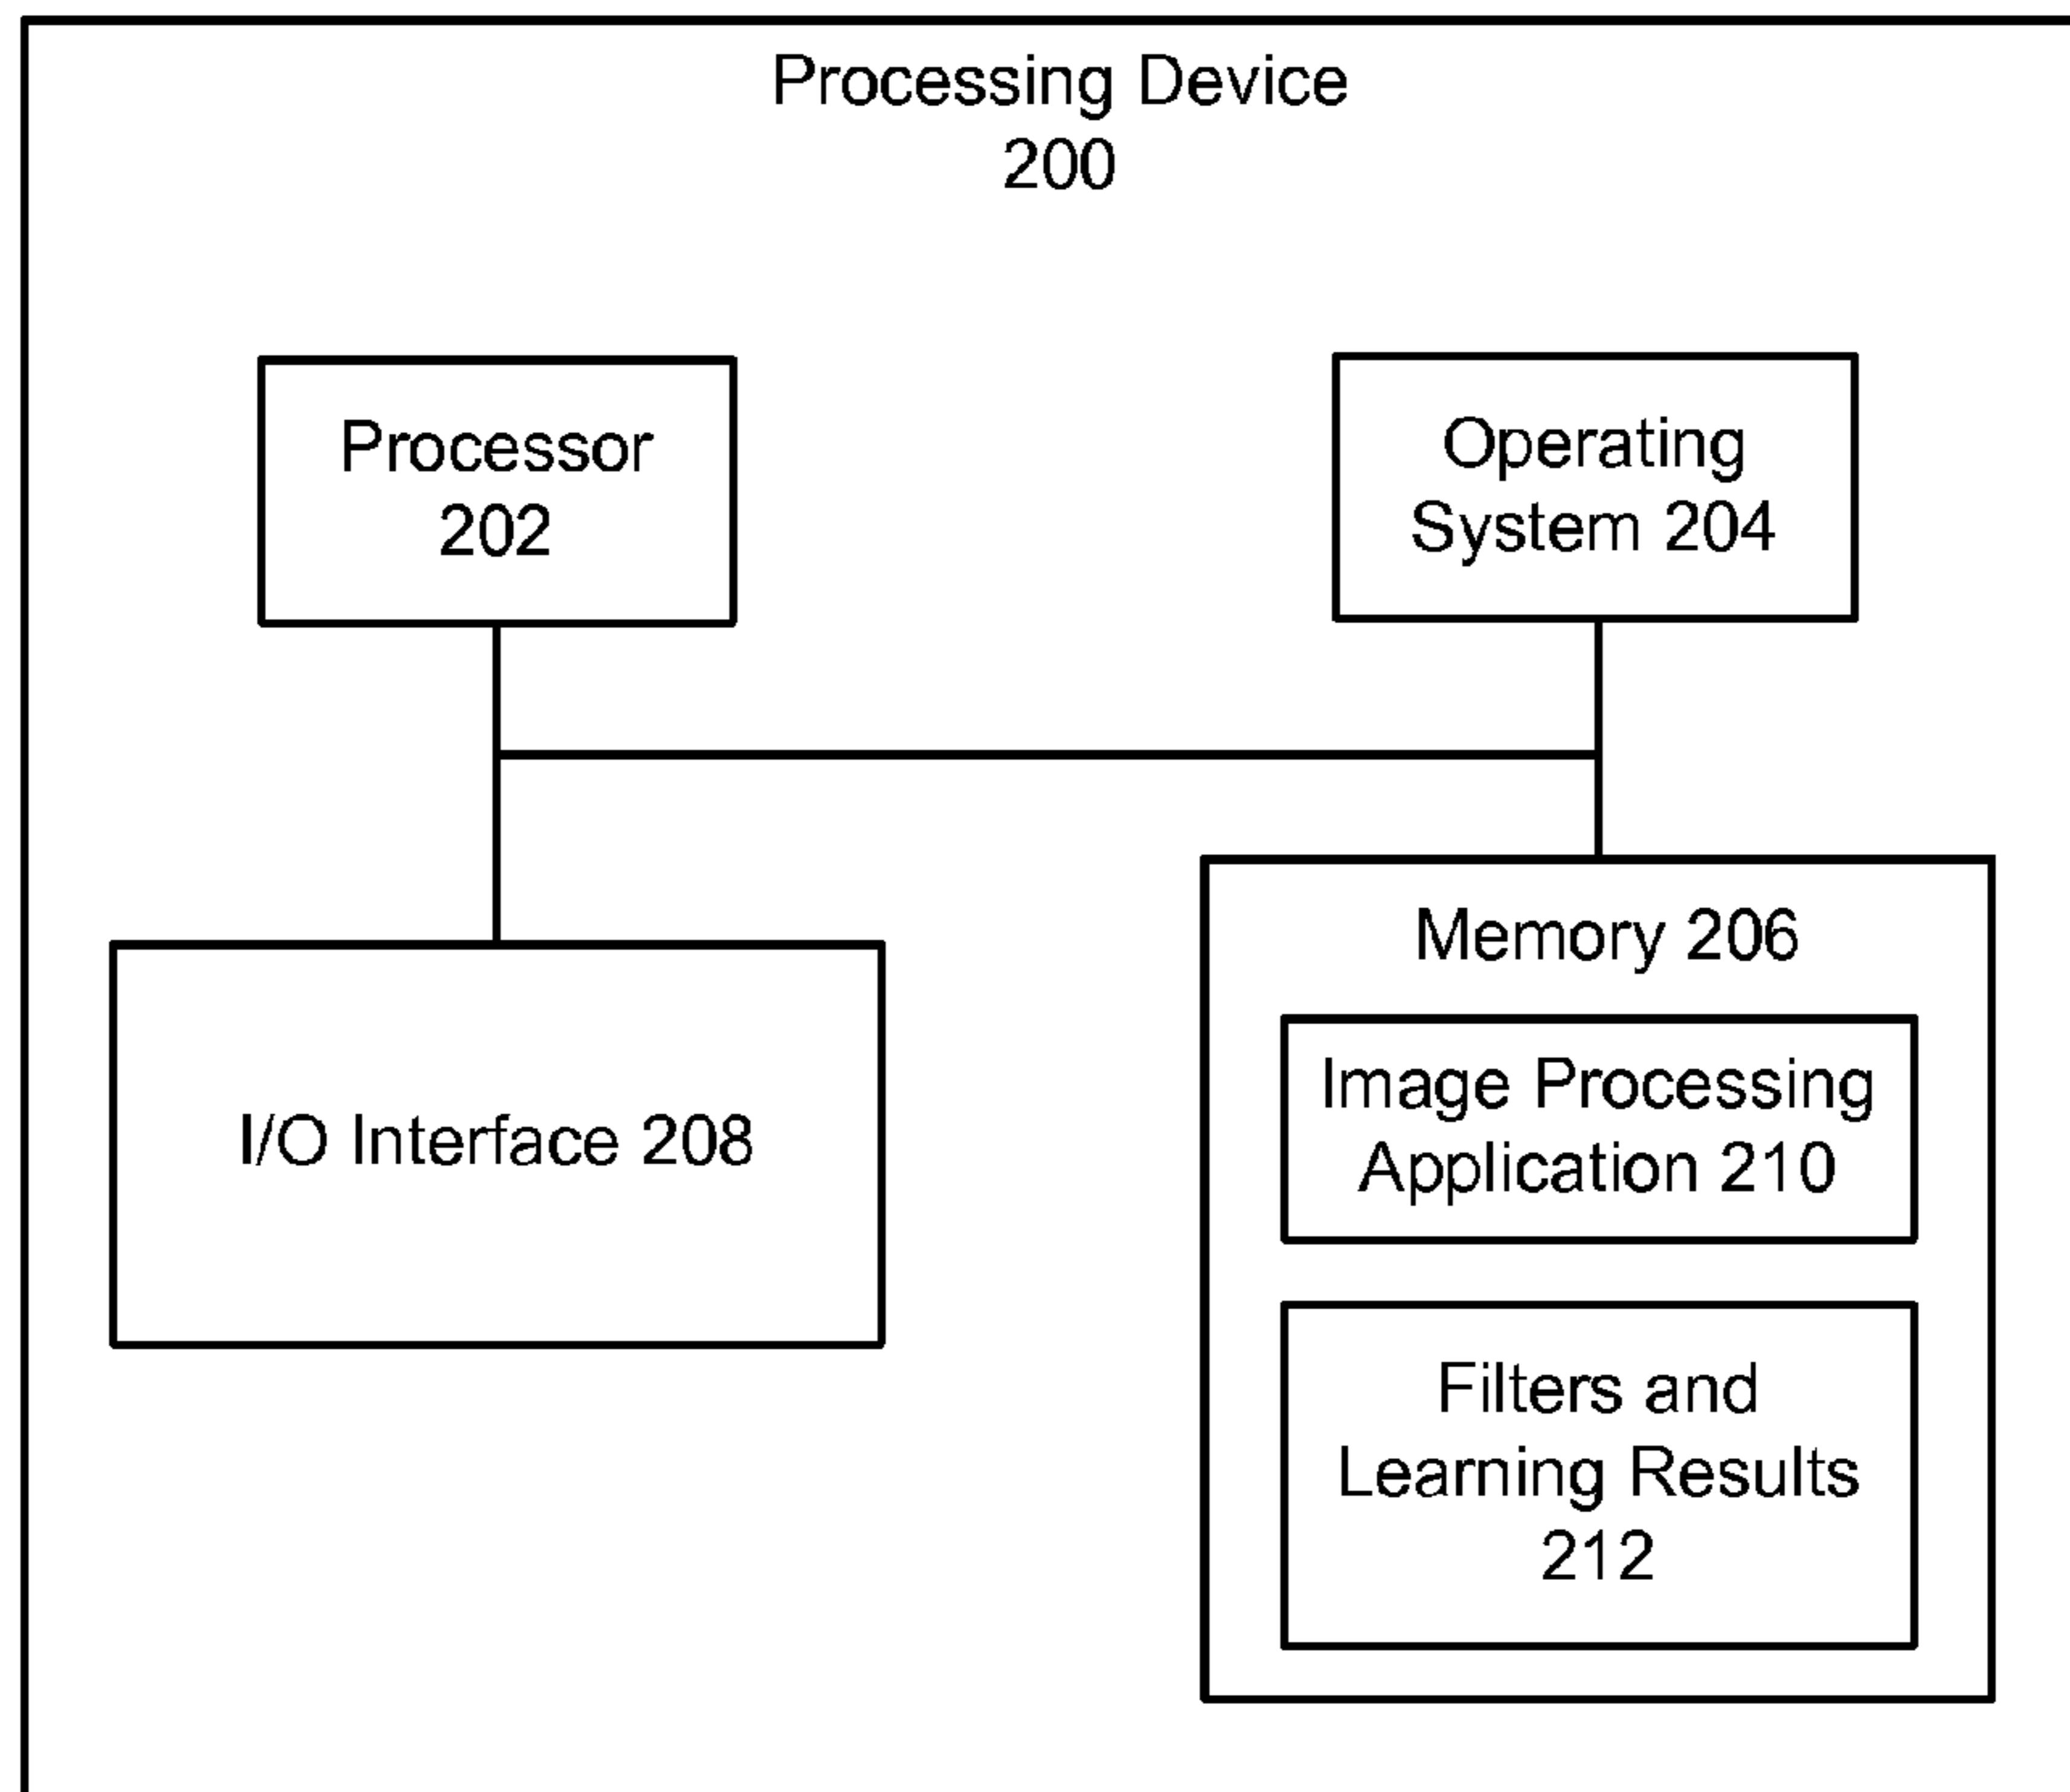 Processing Device
200
Processor
202
Operating
System 204
I/O Interface 208
Memory 206
Image Processing
Application 210
Filters and
Learning Results
212